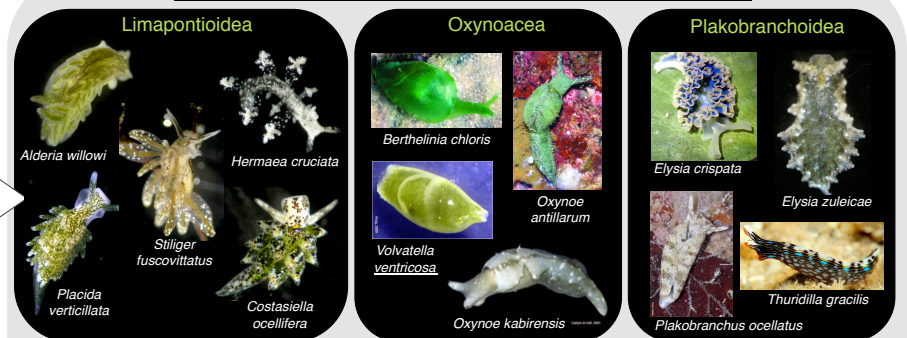 Limapontioidea
Alderia willowi
Hermaea cruciata
Stiliger
fuscovittatus
Placida
verticillata
Costasiella
ocellifera
Oxynoacea
Berthelinia chloris
Oxynoe
antillarum
Volvatella
ventricosa
Oxynoe kabirensis
Plakobranchoidea
Elysia crispata
Elysia zuleicae
Thuridilla gracilis
Plakobranchus ocellatus